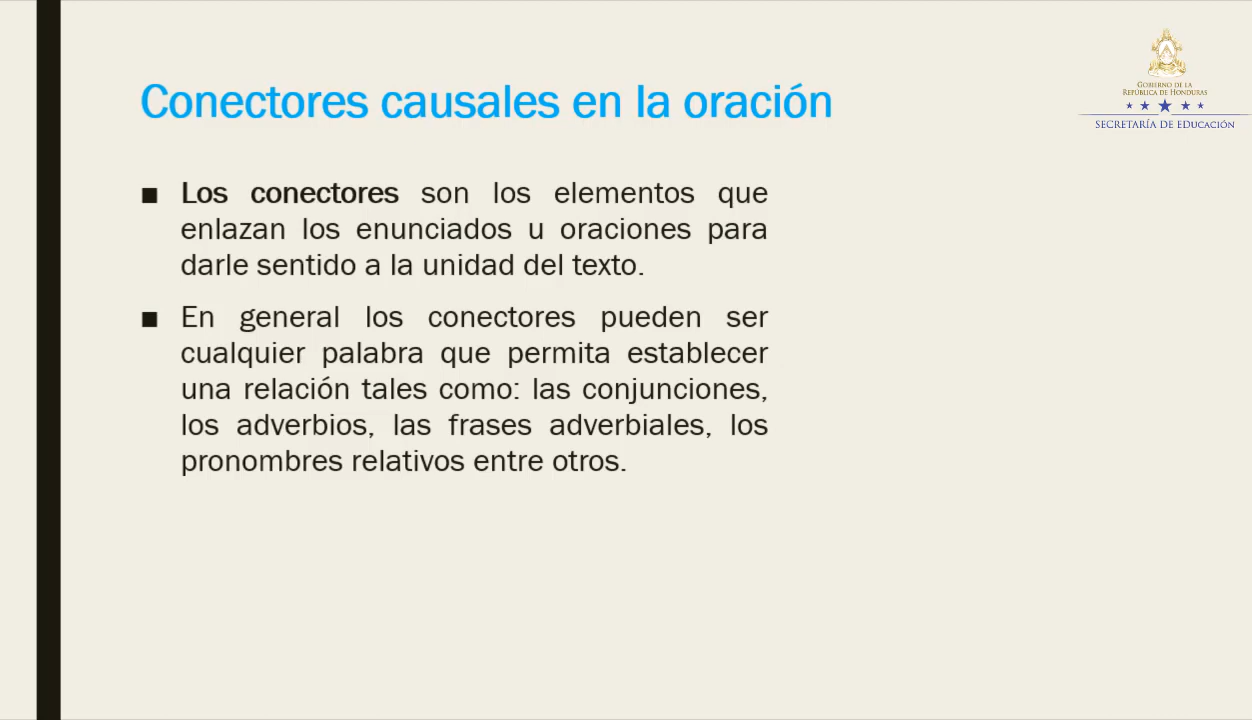 Conectores causales en la oración
GOBIERNO DE LA
REPÚBLICA DE HONDURAS
SECRETARÍA DE EDUCACIÓN
■ Los conectores son los elementos que
enlazan los enunciados u oraciones para
darle sentido a la unidad del texto.
■ En general los conectores pueden ser
cualquier palabra que permita establecer
una relación tales como: las conjunciones,
los adverbios, las frases adverbiales, los
pronombres relativos entre otros.